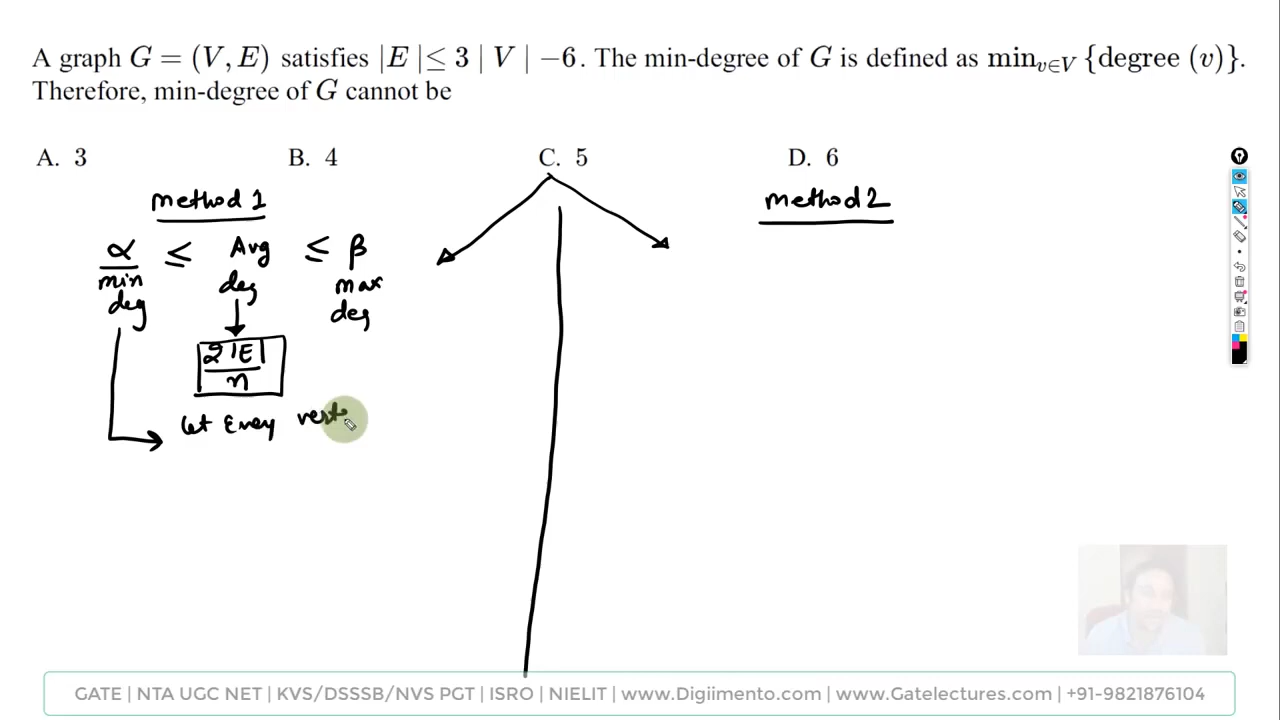 A graph G = (V, E) satisfies | E |≤ 3 | V | −6. The min-degree of G is defined as min_{v∈V} {degree (v)}.
Therefore, min-degree of G cannot be
A. 3 B. 4 C. 5 D. 6
method 1
method 2
α ≤ Avg ≤ β
min deg max
deg deg
2|E|
n
let Every verte
GATE | NTA UGC NET | KVS/DSSSB/NVS PGT | ISRO | NIELIT | www.Digiimento.com | www.Gatelectures.com | +91-9821876104